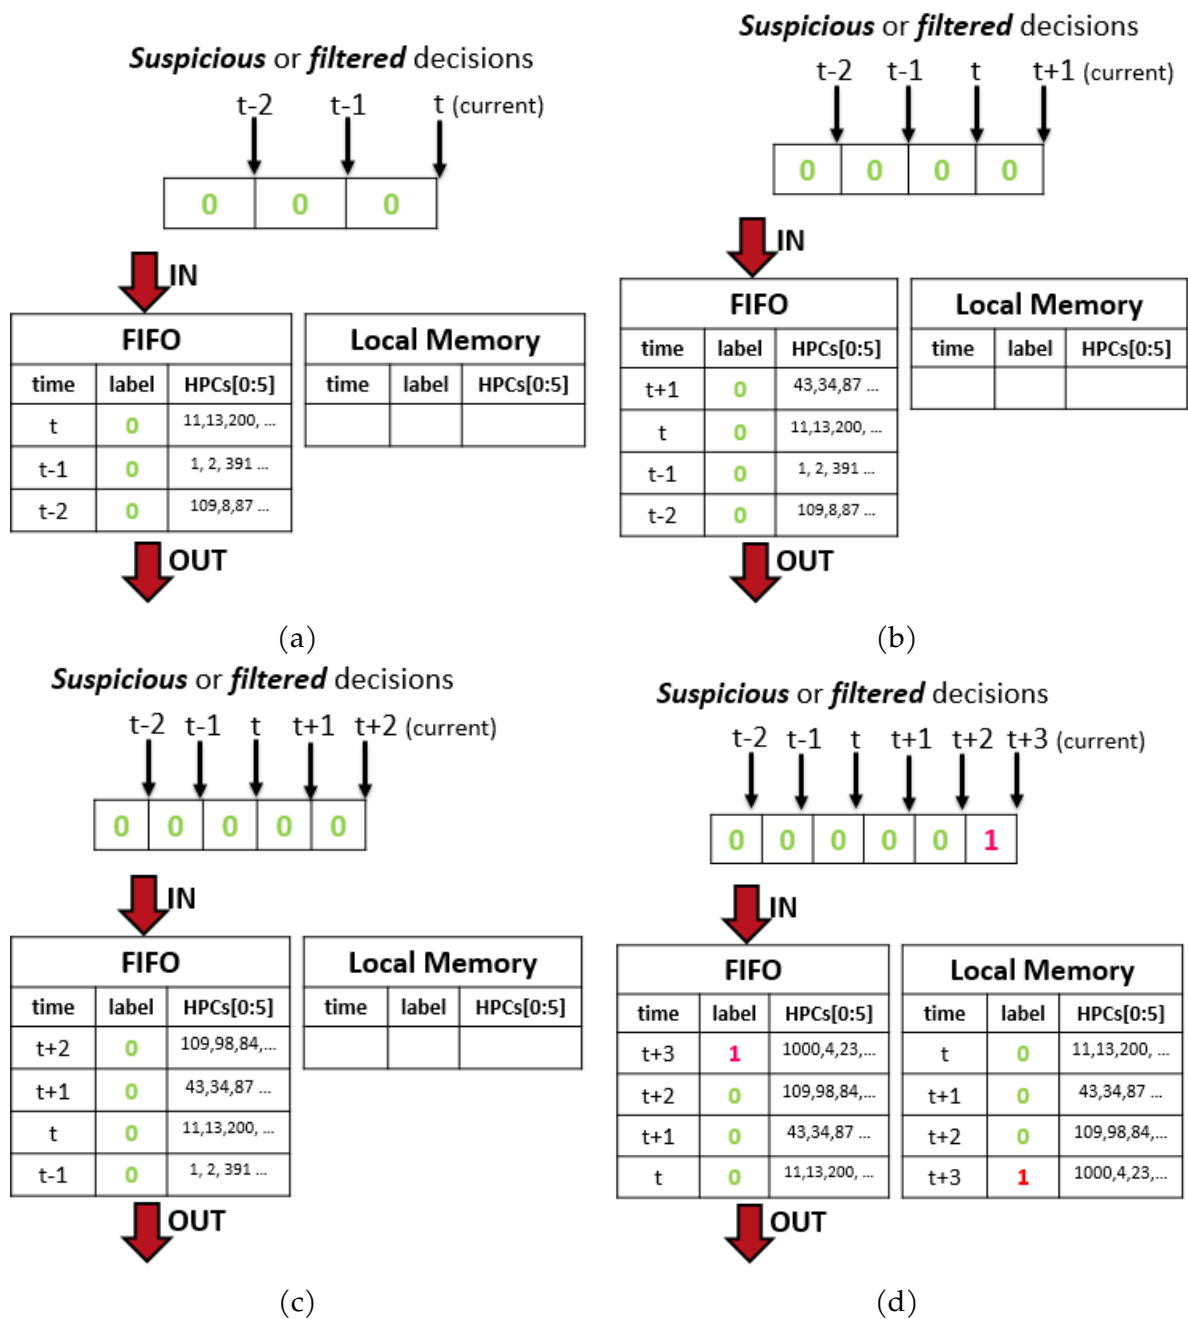 Suspicious or filtered decisions
t-2 t-1 t (current)
0 0 0
IN
FIFO
time label HPCs[0:5]
t 0 11,13,200, ...
t-1 0 1, 2, 391 ...
t-2 0 109,8,87 ...
OUT
Local Memory
time label HPCs[0:5]
(a)
Suspicious or filtered decisions
t-2 t-1 t t+1 (current)
0 0 0 0
IN
FIFO
time label HPCs[0:5]
t+1 0 43,34,87 ...
t 0 11,13,200, ...
t-1 0 1, 2, 391 ...
t-2 0 109,8,87 ...
OUT
Local Memory
time label HPCs[0:5]
(b)
Suspicious or filtered decisions
t-2 t-1 t t+1 t+2 (current)
0 0 0 0 0
IN
FIFO
time label HPCs[0:5]
t+2 0 109,98,84,...
t+1 0 43,34,87 ...
t 0 11,13,200, ...
t-1 0 1, 2, 391 ...
OUT
Local Memory
time label HPCs[0:5]
(c)
Suspicious or filtered decisions
t-2 t-1 t t+1 t+2 t+3 (current)
0 0 0 0 0 1
IN
FIFO
time label HPCs[0:5]
t+3 1 1000,4,23,...
t+2 0 109,98,84,...
t+1 0 43,34,87 ...
t 0 11,13,200, ...
OUT
Local Memory
time label HPCs[0:5]
t 0 11,13,200, ...
t+1 0 43,34,87 ...
t+2 0 109,98,84,...
t+3 1 1000,4,23,...
(d)